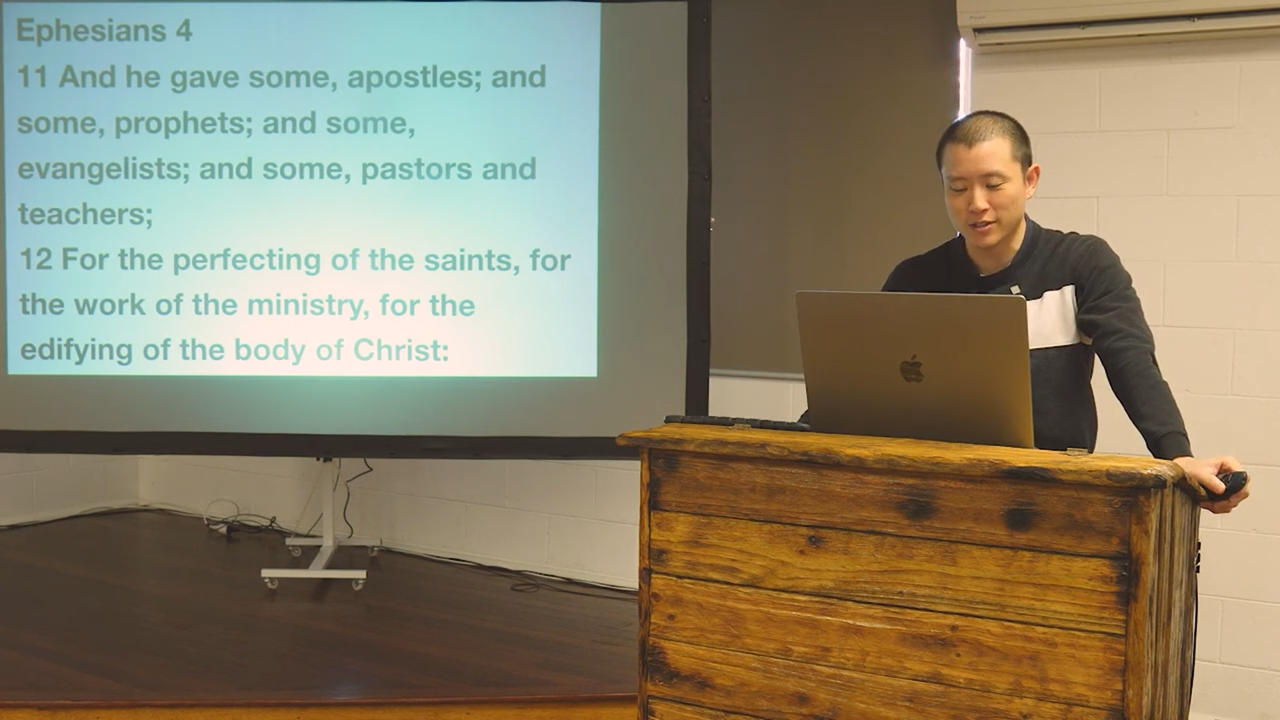 Ephesians 4
11 And he gave some, apostles; and
some, prophets; and some,
evangelists; and some, pastors and
teachers;
12 For the perfecting of the saints, for
the work of the ministry, for the
edifying of the body of Christ: